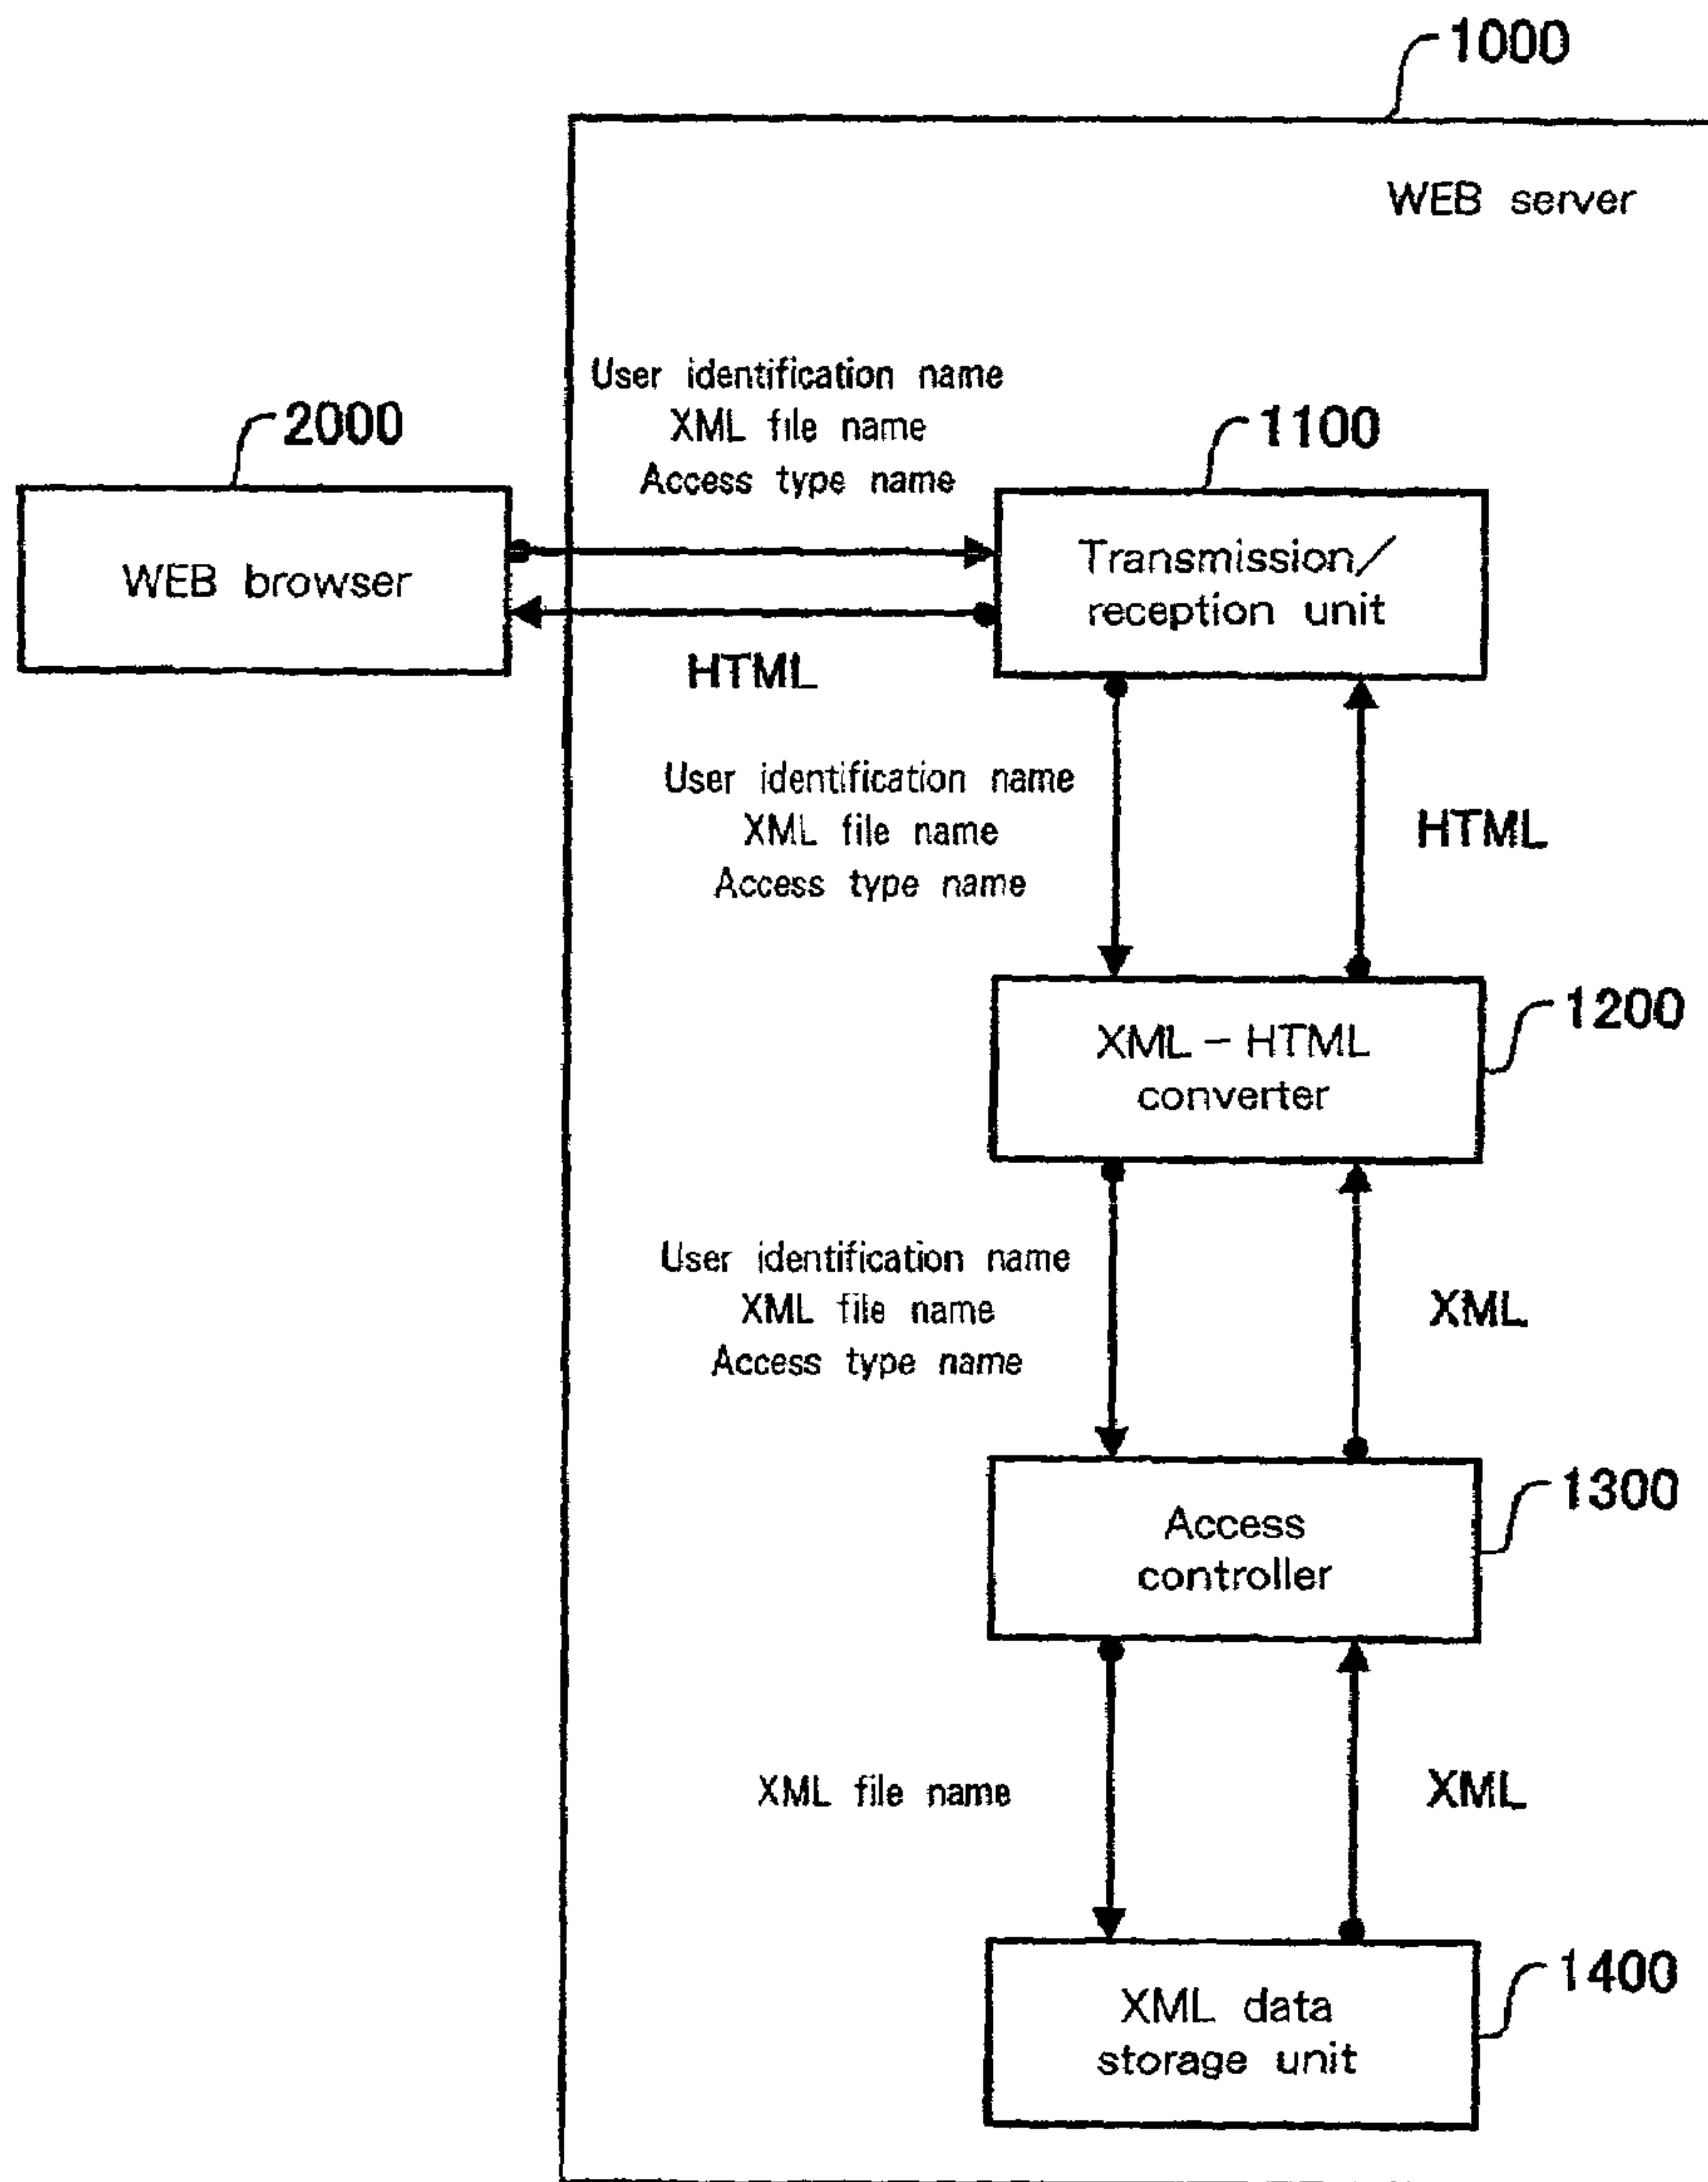 1000
WEB server
User identification name
XML file name
Access type name
2000
1100
WEB browser
Transmission/
reception unit
HTML
User identification name
XML file name
Access type name
HTML
1200
XML - HTML
converter
User identification name
XML file name
Access type name
XML
1300
Access
controller
XML file name
XML
1400
XML data
storage unit